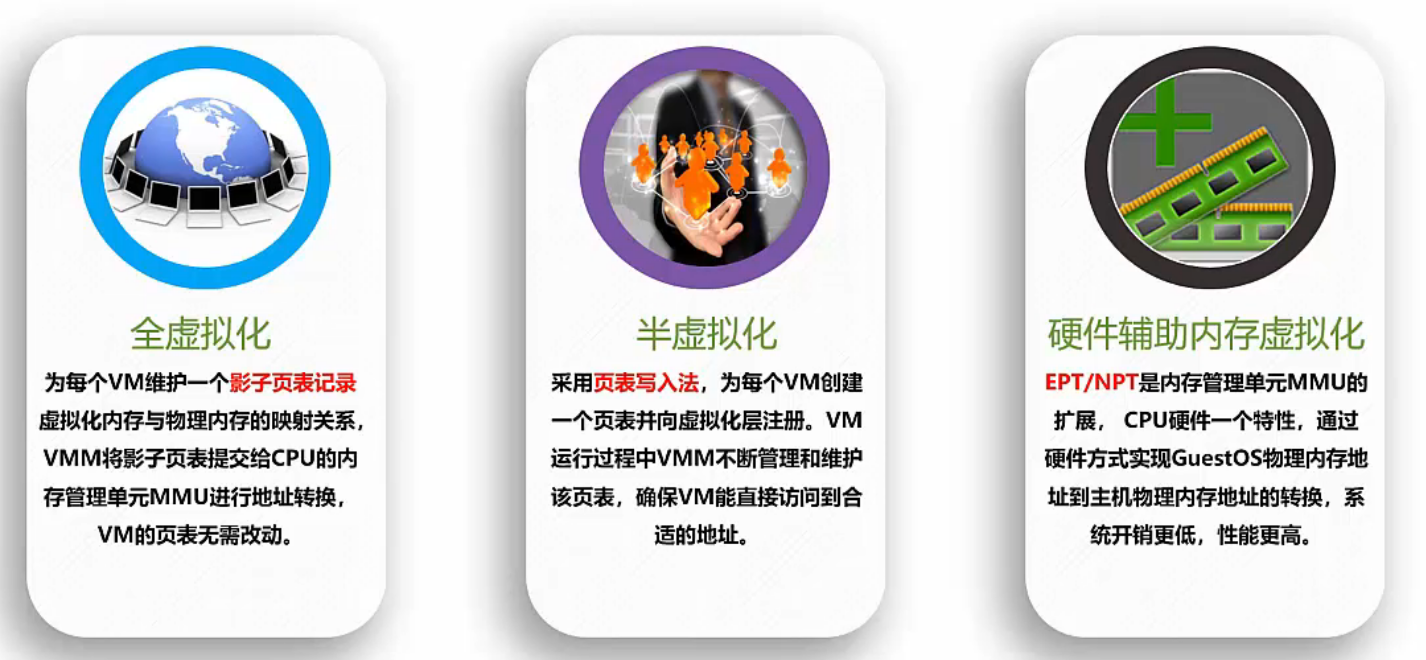 全虚拟化
为每个VM维护一个影子页表记录
虚拟化内存与物理内存的映射关系，
VMM将影子页表提交给CPU的内
存管理单元MMU进行地址转换，
VM的页表无需改动。
半虚拟化
采用页表写入法，为每个VM创建
一个页表并向虚拟化层注册。VM
运行过程中VMM不断管理和维护
该页表，确保VM能直接访问到合
适的地址。
硬件辅助内存虚拟化
EPT/NPT是内存管理单元MMU的
扩展， CPU硬件一个特性，通过
硬件方式实现GuestOS物理内存地
址到主机物理内存地址的转换，系
统开销更低，性能更高。